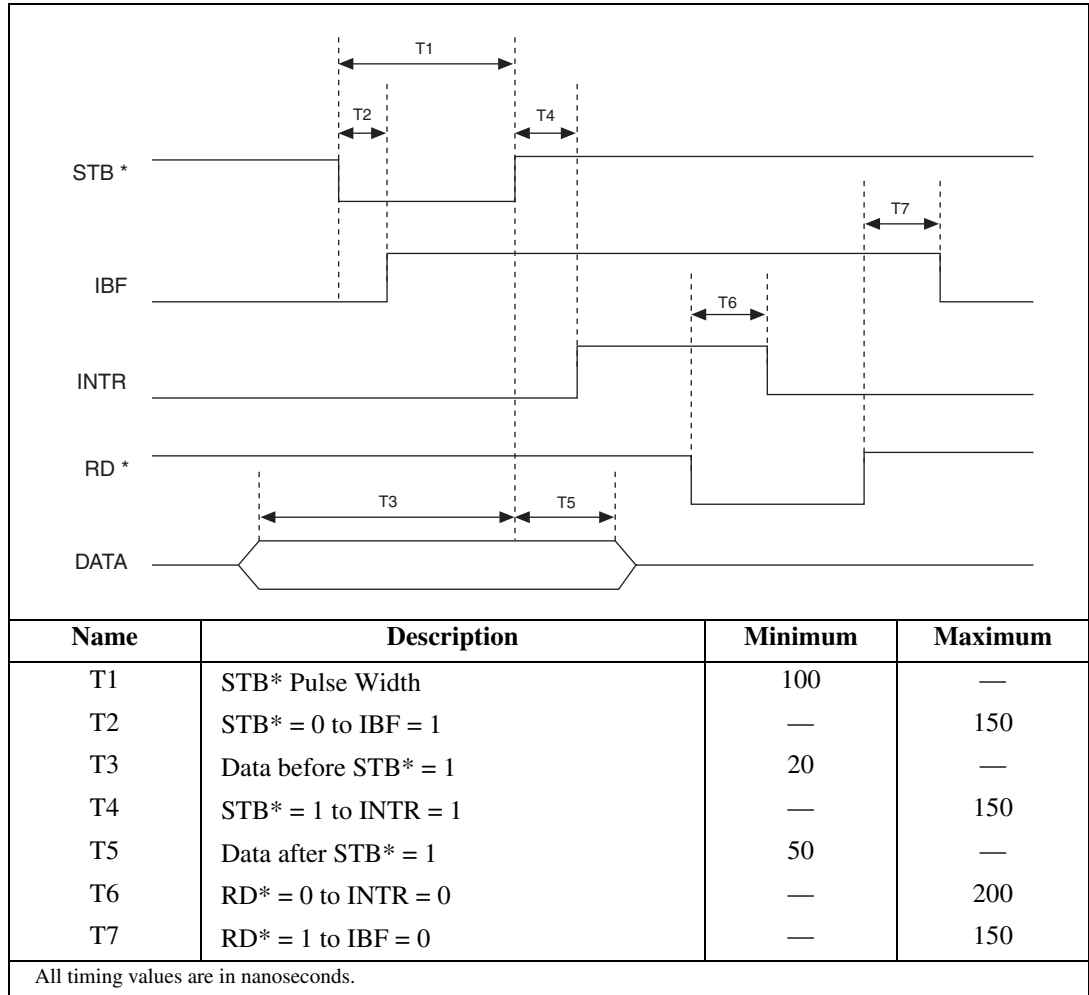 T1
T2
T4
STB *
T7
IBF
T6
INTR
RD *
T3
T5
DATA
Name Description Minimum Maximum
T1 STB* Pulse Width 100 —
T2 STB* = 0 to IBF = 1 — 150
T3 Data before STB* = 1 20 —
T4 STB* = 1 to INTR = 1 — 150
T5 Data after STB* = 1 50 —
T6 RD* = 0 to INTR = 0 — 200
T7 RD* = 1 to IBF = 0 — 150
All timing values are in nanoseconds.